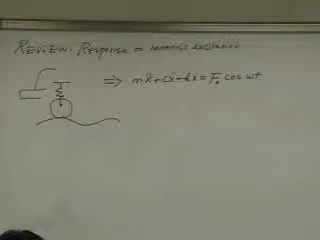 REVIEW. Response to harmonic excitation
⇒ mẍ+cẋ+kx = F₀ cos ωt